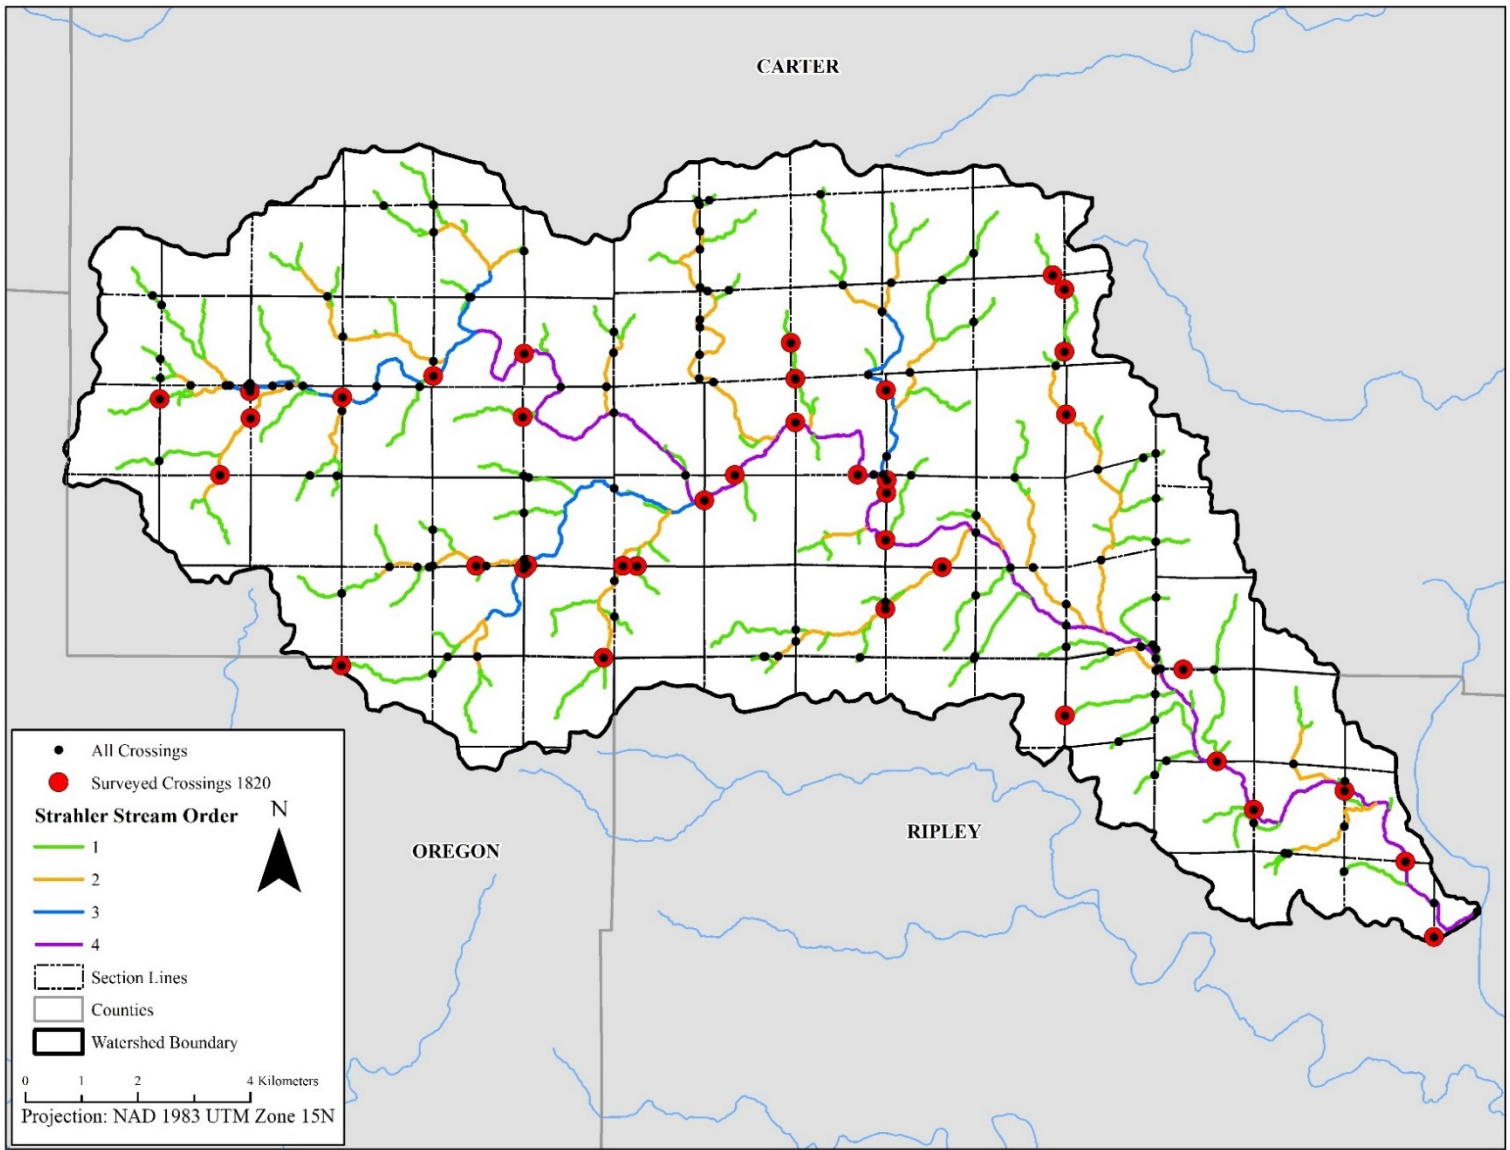 CARTER
All Crossings
Surveyed Crossings 1820
Strahler Stream Order
N
1
2
3
4
Section Lines
Counties
Watershed Boundary
0 1 2 4 Kilometers
Projection: NAD 1983 UTM Zone 15N
OREGON
RIPLEY